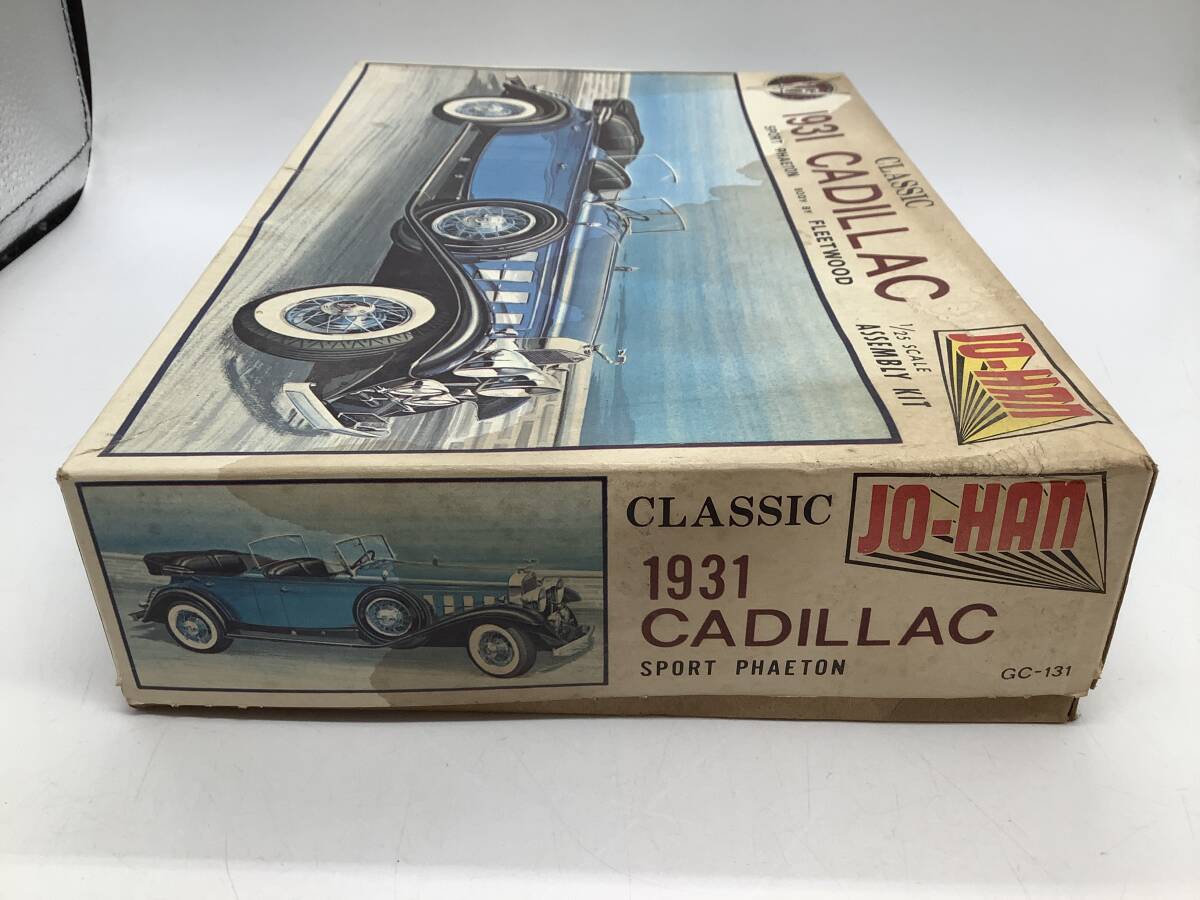 CLASSIC
1931 CADILLAC
SPORT PHAETON BODY BY FLEETWOOD
1/25 SCALE
ASSEMBLY KIT
JO-HAN
CLASSIC
JO-HAN
1931
CADILLAC
SPORT PHAETON
GC-131